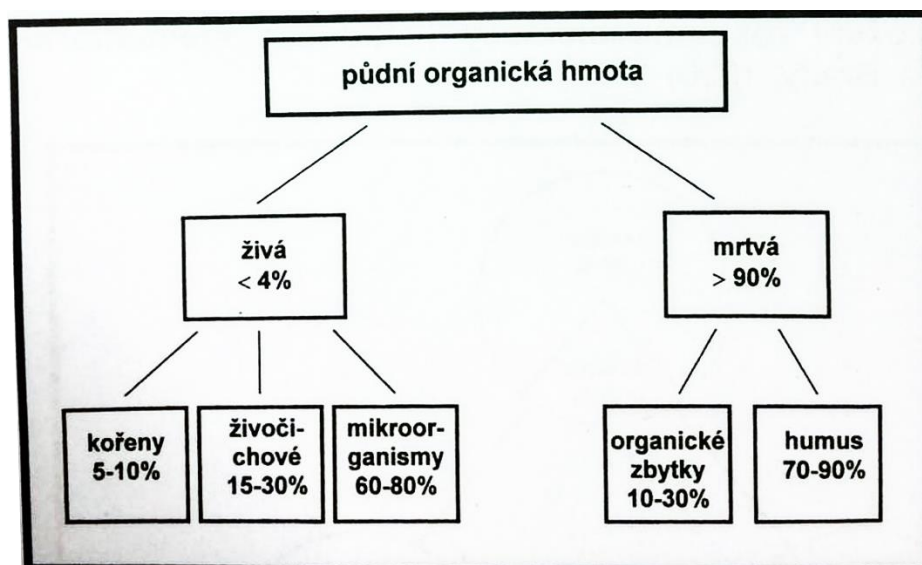 půdní organická hmota
živá
< 4%
mrtvá
> 90%
kořeny
5-10%
živoči-
chové
15-30%
mikroor-
ganismy
60-80%
organické
zbytky
10-30%
humus
70-90%